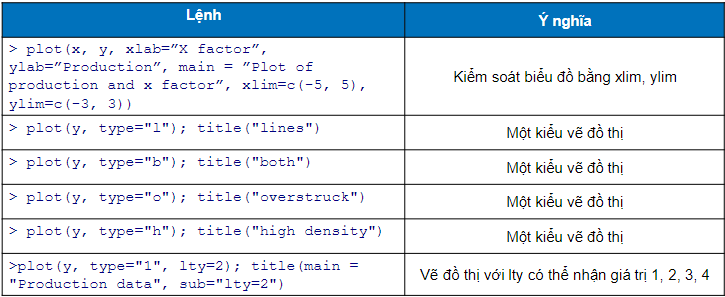 Lệnh
Ý nghĩa
> plot(x, y, xlab=”X factor”,
ylab=”Production”, main = ”Plot of
production and x factor”, xlim=c(-5, 5),
ylim=c(-3, 3))
Kiểm soát biểu đồ bằng xlim, ylim
> plot(y, type="l"); title("lines")
Một kiểu vẽ đồ thị
> plot(y, type="b"); title("both")
Một kiểu vẽ đồ thị
> plot(y, type="o"); title("overstruck")
Một kiểu vẽ đồ thị
> plot(y, type="h"); title("high density")
Một kiểu vẽ đồ thị
>plot(y, type="1", lty=2); title(main =
"Production data", sub="lty=2")
Vẽ đồ thị với lty có thể nhận giá trị 1, 2, 3, 4